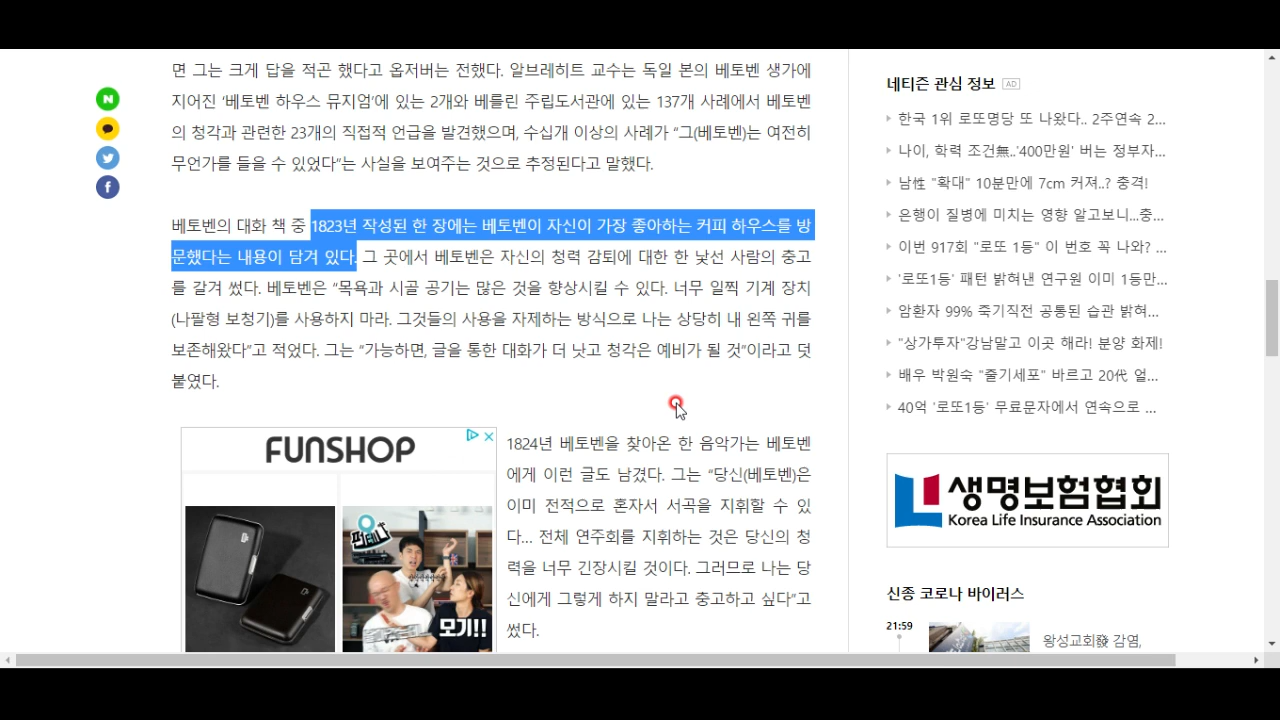 면 그는 크게 답을 적곤 했다고 옵저버는 전했다. 알브레히트 교수는 독일 본의 베토벤 생가에
지어진 ‘베토벤 하우스 뮤지엄’에 있는 2개와 베를린 주립도서관에 있는 137개 사례에서 베토벤
의 청각과 관련한 23개의 직접적 언급을 발견했으며, 수십개 이상의 사례가 “그(베토벤)는 여전히
무언가를 들을 수 있었다”는 사실을 보여주는 것으로 추정된다고 말했다.
베토벤의 대화 책 중 1823년 작성된 한 장에는 베토벤이 자신이 가장 좋아하는 커피 하우스를 방
문했다는 내용이 담겨 있다. 그 곳에서 베토벤은 자신의 청력 감퇴에 대한 한 낯선 사람의 충고
를 갈겨 썼다. 베토벤은 “목욕과 시골 공기는 많은 것을 향상시킬 수 있다. 너무 일찍 기계 장치
(나팔형 보청기)를 사용하지 마라. 그것들의 사용을 자제하는 방식으로 나는 상당히 내 왼쪽 귀를
보존해왔다”고 적었다. 그는 “가능하면, 글을 통한 대화가 더 낫고 청각은 예비가 될 것”이라고 덧
붙였다.
FUNSHOP
펀테나
모기!!
1824년 베토벤을 찾아온 한 음악가는 베토벤
에게 이런 글도 남겼다. 그는 “당신(베토벤)은
이미 전적으로 혼자서 서곡을 지휘할 수 있
다... 전체 연주회를 지휘하는 것은 당신의 청
력을 너무 긴장시킬 것이다. 그러므로 나는 당
신에게 그렇게 하지 말라고 충고하고 싶다”고
썼다.
네티즌 관심 정보 AD
한국 1위 로또명당 또 나왔다.. 2주연속 2...
나이, 학력 조건無..'400만원' 버는 정부자...
남性 "확대" 10분만에 7cm 커져..? 충격!
은행이 질병에 미치는 영향 알고보니...충...
이번 917회 "로또 1등" 이 번호 꼭 나와? ...
'로또1등' 패턴 밝혀낸 연구원 이미 1등만...
암환자 99% 죽기직전 공통된 습관 밝혀...
"상가투자"강남말고 이곳 해라! 분양 화제!
배우 박원숙 "줄기세포" 바르고 20代 얼...
40억 '로또1등' 무료문자에서 연속으로 ...
생명보험협회
Korea Life Insurance Association
신종 코로나 바이러스
21:59
왕성교회發 감염,